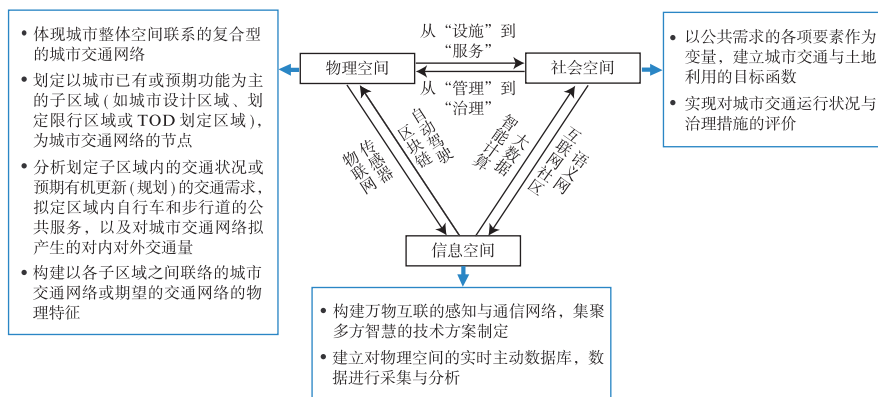 • 体现城市整体空间联系的复合型
的城市交通网络
• 划定以城市已有或预期功能为主
的子区域(如城市设计区域、划
定限行区域或 TOD 划定区域)，
为城市交通网络的节点
• 分析划定子区域内的交通状况或
预期有机更新(规划)的交通需求，
拟定区域内自行车和步行道的公
共服务，以及对城市交通网络拟
产生的对内对外交通量
• 构建以各子区域之间联络的城市
交通网络或期望的交通网络的物
理特征
物理空间
从“设施”到
“服务”
从“管理”到
“治理”
社会空间
• 以公共需求的各项要素作为
变量，建立城市交通与土地
利用的目标函数
• 实现对城市交通运行状况与
治理措施的评价
传感器
物联网
自动驾驶
区块链
大数据
智能计算
语义网
互联网社区
信息空间
• 构建万物互联的感知与通信网络，集聚
多方智慧的技术方案制定
• 建立对物理空间的实时主动数据库，数
据进行采集与分析